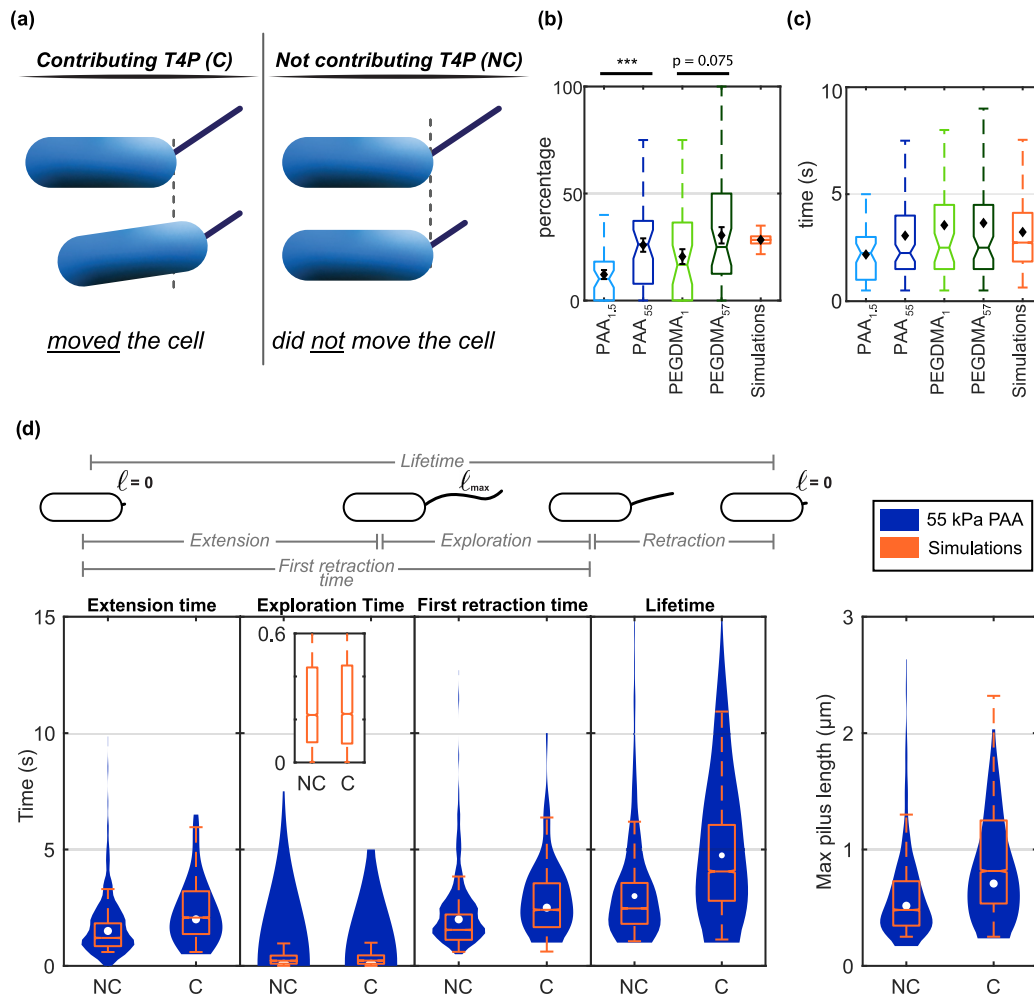 (a)
Contributing T4P (C)
Not contributing T4P (NC)
moved the cell
did not move the cell
(b)
***
p = 0.075
100
50
0
percentage
PAA1.5
PAA55
PEGDMA1
PEGDMA57
Simulations
(c)
10
5
0
time (s)
PAA1.5
PAA55
PEGDMA1
PEGDMA57
Simulations
(d)
Lifetime
ℓ = 0
ℓmax
ℓ = 0
Extension
Exploration
Retraction
First retraction
time
55 kPa PAA
Simulations
Extension time
Exploration Time
First retraction time
Lifetime
15
10
5
0
Time (s)
0.6
0
NC C
NC C
NC C
NC C
NC C
3
2
1
0
Max pilus length (μm)
NC C